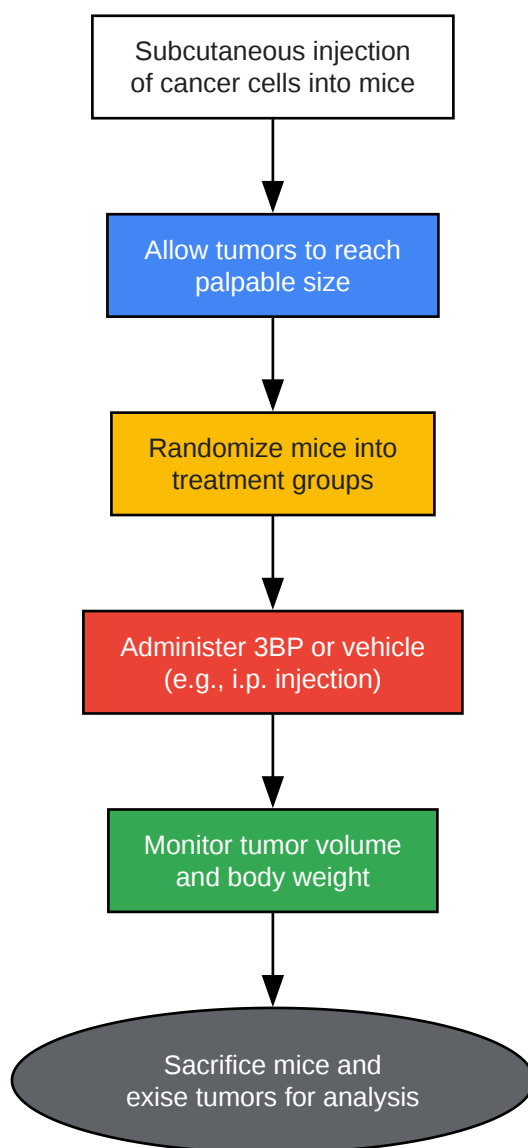 Subcutaneous injection
of cancer cells into mice
Allow tumors to reach
palpable size
Randomize mice into
treatment groups
Administer 3BP or vehicle
(e.g., i.p. injection)
Monitor tumor volume
and body weight
Sacrifice mice and
exise tumors for analysis